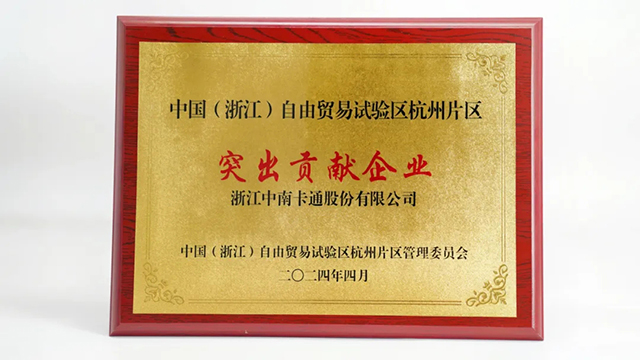 中国（浙江）自由贸易试验区杭州片区
突出贡献企业
浙江中南卡通股份有限公司
中国（浙江）自由贸易试验区杭州片区管理委员会
二〇二四年四月